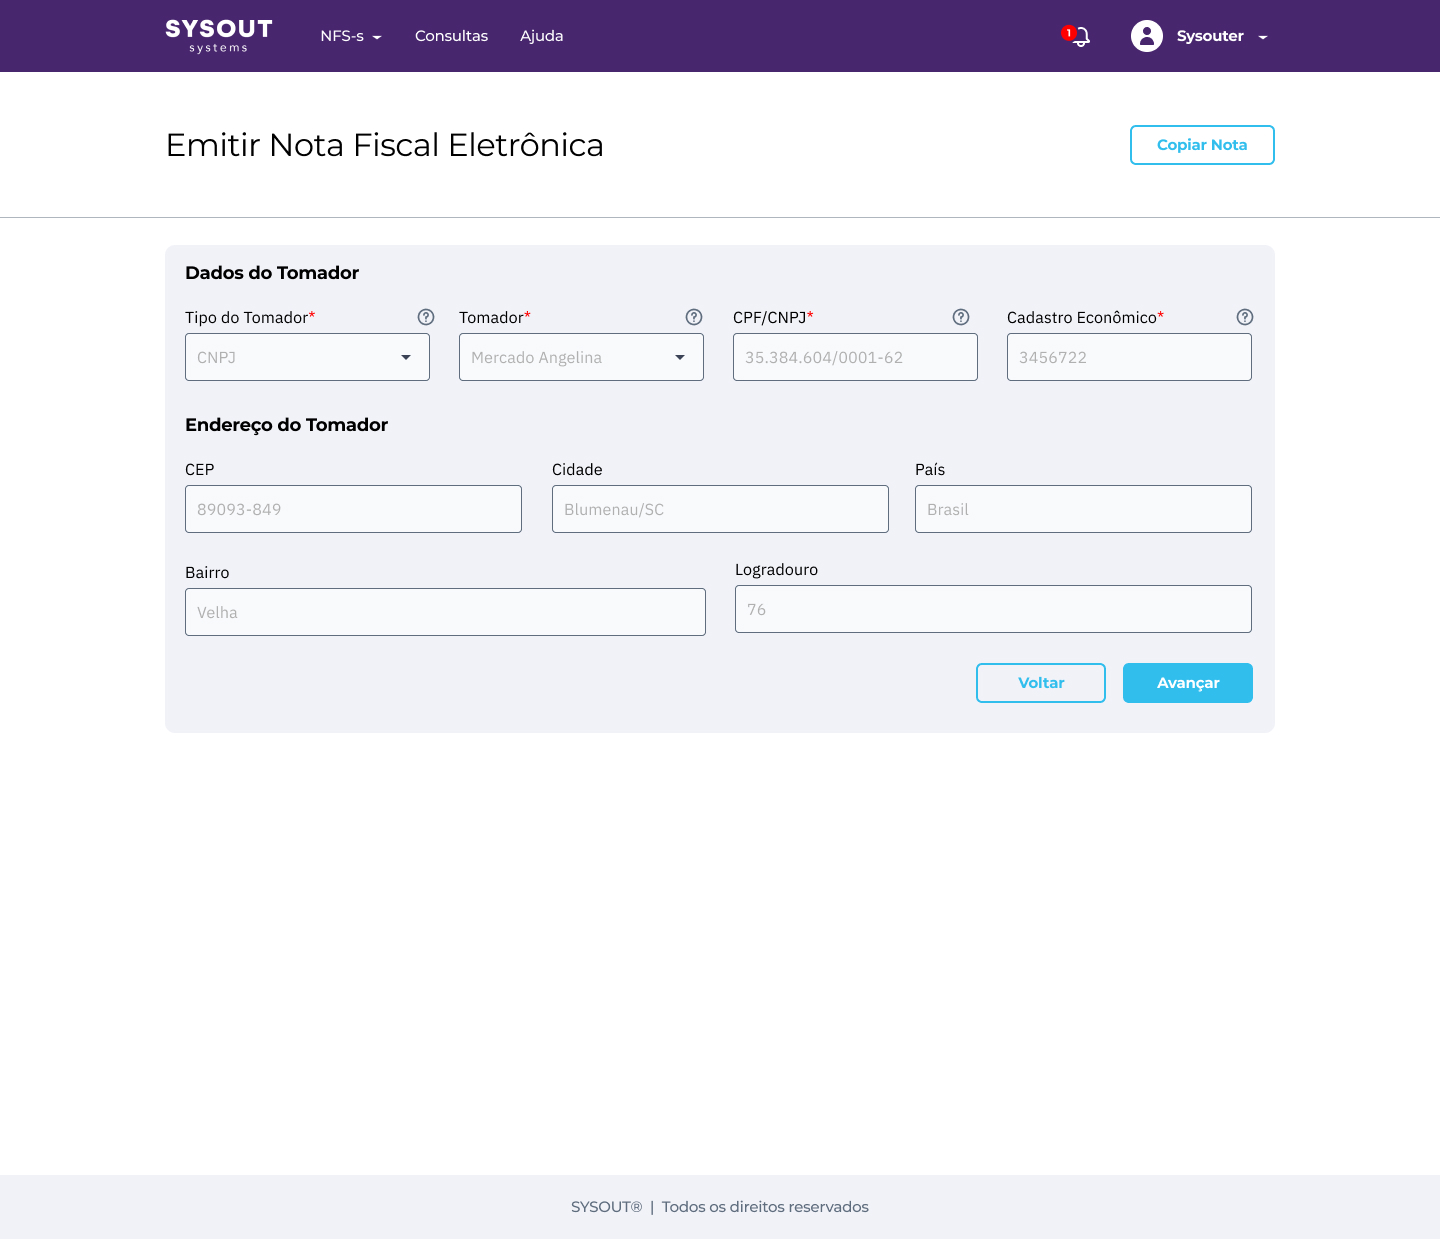 SYSOUT
systems
NFS-s
Consultas
Ajuda
1
Sysouter
Emitir Nota Fiscal Eletrônica
Copiar Nota
Dados do Tomador
Tipo do Tomador*
Tomador*
CPF/CNPJ*
Cadastro Econômico*
CNPJ
Mercado Angelina
35.384.604/0001-62
3456722
Endereço do Tomador
CEP
Cidade
País
89093-849
Blumenau/SC
Brasil
Bairro
Logradouro
Velha
76
Voltar
Avançar
SYSOUT® | Todos os direitos reservados